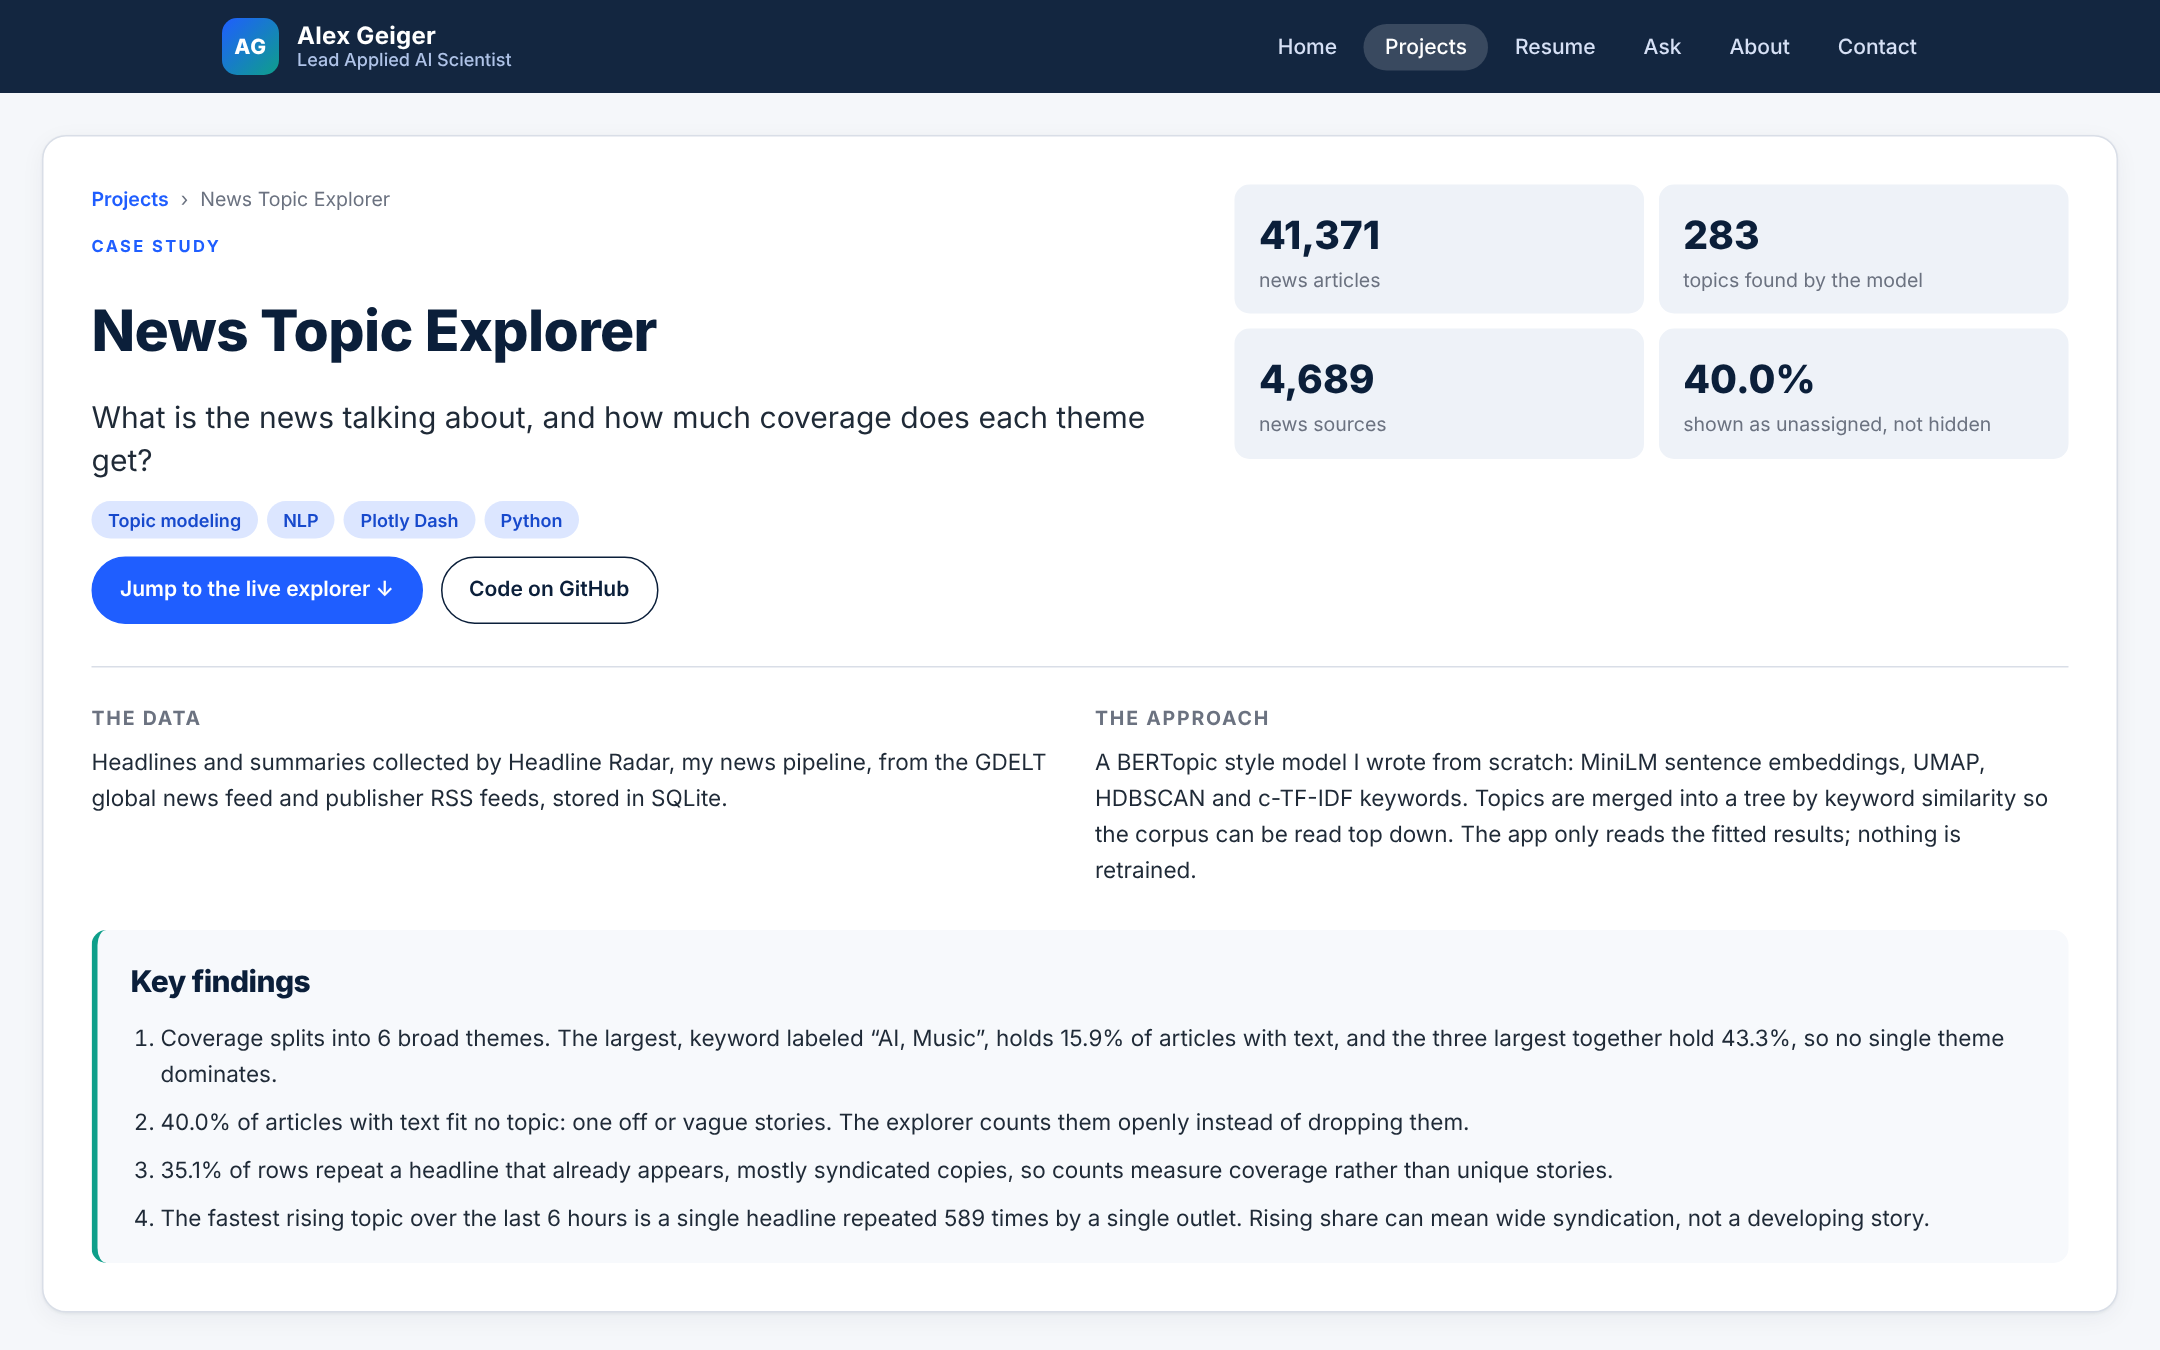 AG
Alex Geiger
Lead Applied AI Scientist
Home
Projects
Resume
Ask
About
Contact
Projects › News Topic Explorer
CASE STUDY
News Topic Explorer
What is the news talking about, and how much coverage does each theme
get?
Topic modeling
NLP
Plotly Dash
Python
Jump to the live explorer ↓
Code on GitHub
41,371
news articles
283
topics found by the model
4,689
news sources
40.0%
shown as unassigned, not hidden
THE DATA
Headlines and summaries collected by Headline Radar, my news pipeline, from the GDELT
global news feed and publisher RSS feeds, stored in SQLite.
THE APPROACH
A BERTopic style model I wrote from scratch: MiniLM sentence embeddings, UMAP,
HDBSCAN and c-TF-IDF keywords. Topics are merged into a tree by keyword similarity so
the corpus can be read top down. The app only reads the fitted results; nothing is
retrained.
Key findings
1. Coverage splits into 6 broad themes. The largest, keyword labeled “AI, Music”, holds 15.9% of articles with text, and the three largest together hold 43.3%, so no single theme
dominates.
2. 40.0% of articles with text fit no topic: one off or vague stories. The explorer counts them openly instead of dropping them.
3. 35.1% of rows repeat a headline that already appears, mostly syndicated copies, so counts measure coverage rather than unique stories.
4. The fastest rising topic over the last 6 hours is a single headline repeated 589 times by a single outlet. Rising share can mean wide syndication, not a developing story.